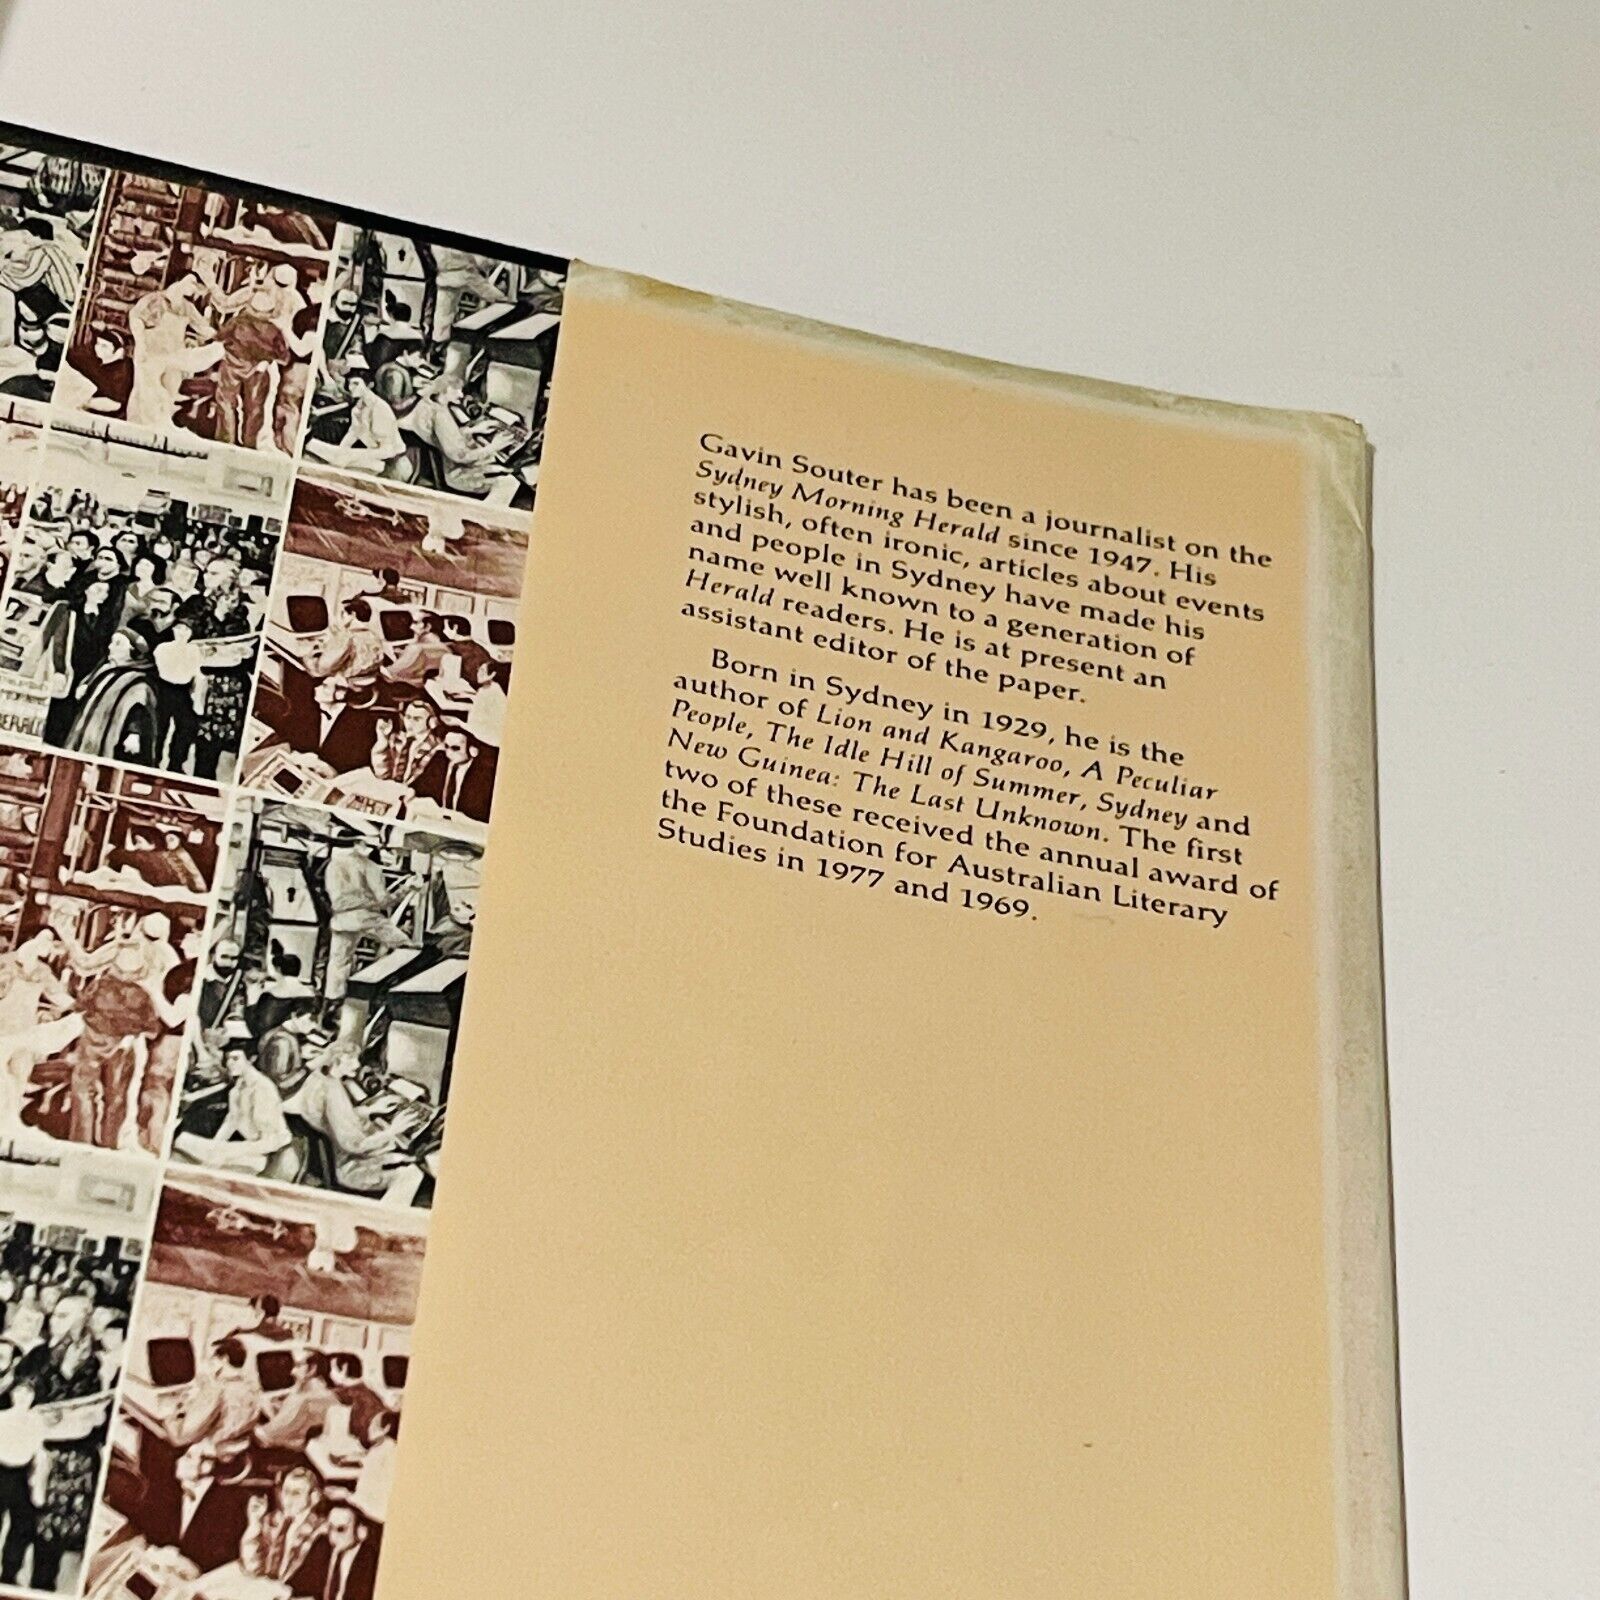 Gavin Souter has been a journalist on the
Sydney Morning Herald since 1947. His
stylish, often ironic, articles about events
and people in Sydney have made his
name well known to a generation of
Herald readers. He is at present an
assistant editor of the paper.
Born in Sydney in 1929, he is the
author of Lion and Kangaroo, A Peculiar
People, The Idle Hill of Summer, Sydney and
New Guinea: The Last Unknown. The first
two of these received the annual award of
the Foundation for Australian Literary
Studies in 1977 and 1969.